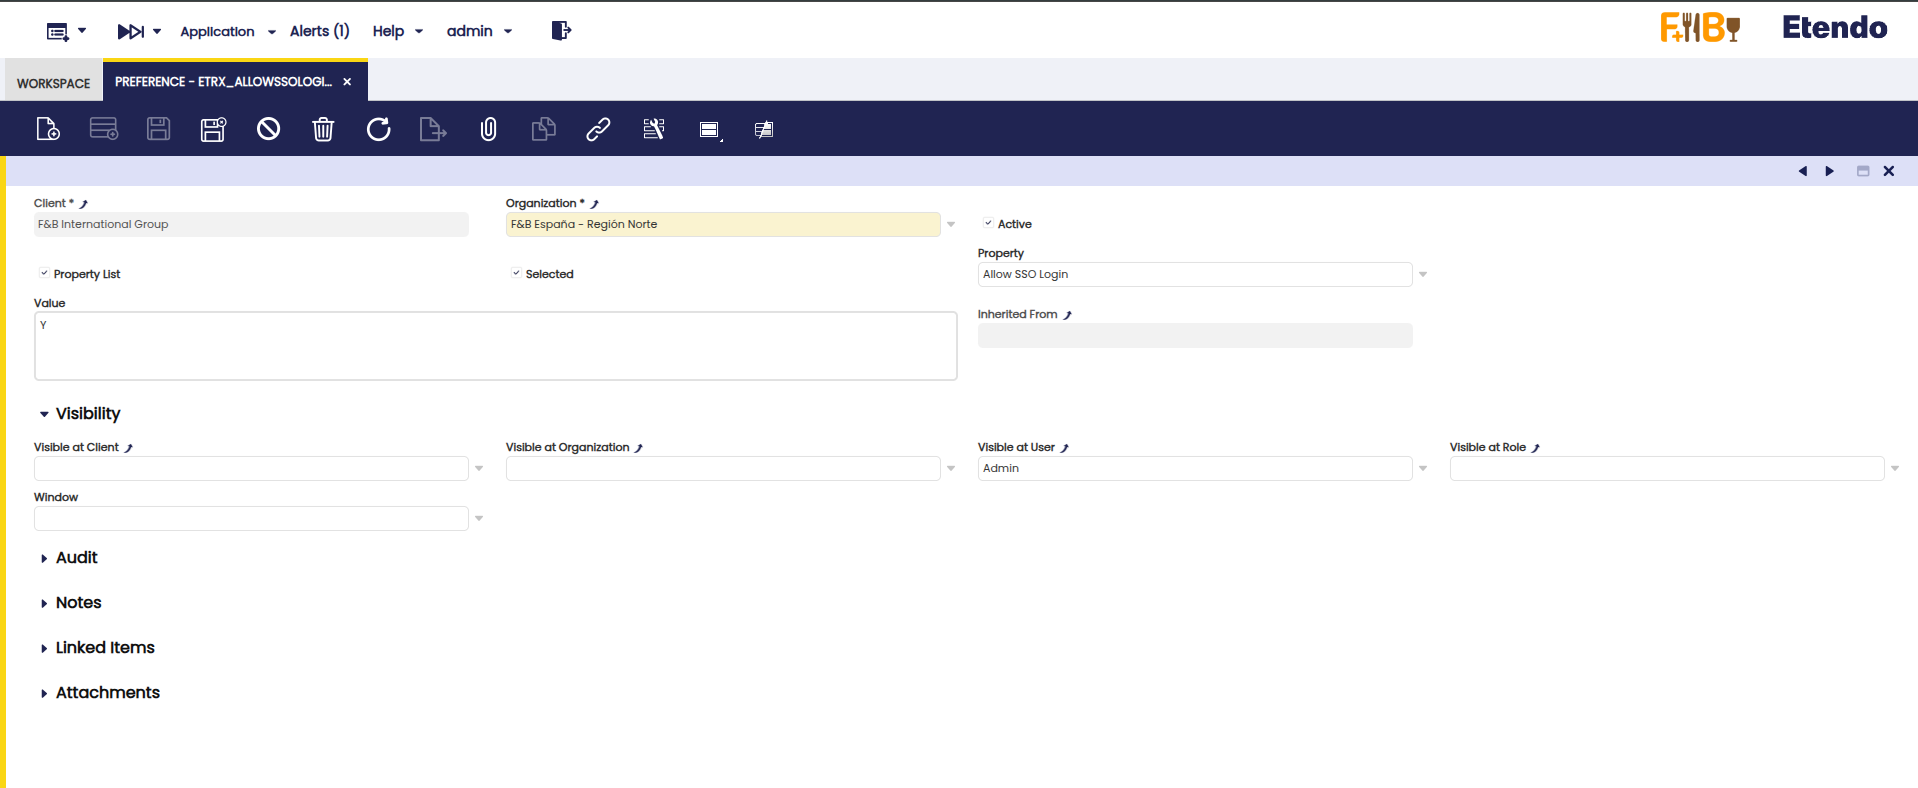 Application
Alerts (1)
Help
admin
F&B
Etendo
WORKSPACE
PREFERENCE - ETRX_ALLOWSSOLOGI...
Client *
F&B International Group
Organization *
F&B España - Región Norte
Active
Property List
Selected
Property
Allow SSO Login
Value
Y
Inherited From
Visibility
Visible at Client
Visible at Organization
Visible at User
Admin
Visible at Role
Window
Audit
Notes
Linked Items
Attachments